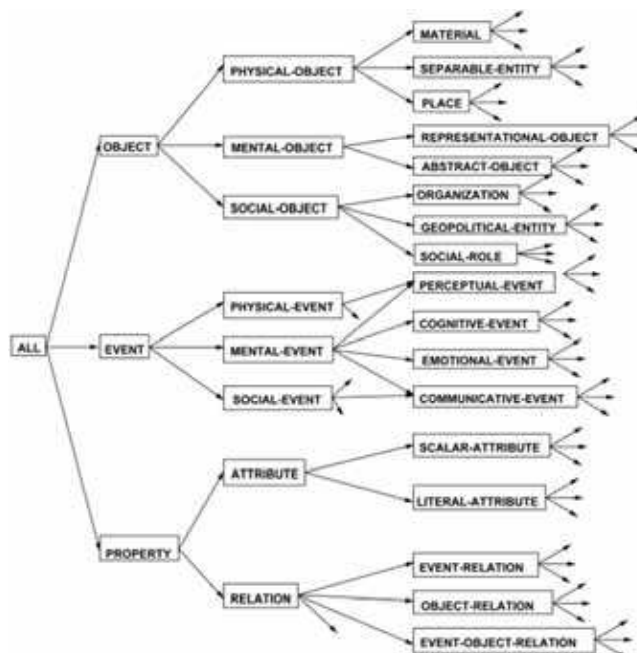 MATERIAL
PHYSICAL-OBJECT
SEPARABLE-ENTITY
PLACE
OBJECT
MENTAL-OBJECT
REPRESENTATIONAL-OBJECT
ABSTRACT-OBJECT
SOCIAL-OBJECT
ORGANIZATION
GEOPOLITICAL-ENTITY
SOCIAL-ROLE
PHYSICAL-EVENT
PERCEPTUAL-EVENT
ALL
EVENT
MENTAL-EVENT
COGNITIVE-EVENT
EMOTIONAL-EVENT
SOCIAL-EVENT
COMMUNICATIVE-EVENT
ATTRIBUTE
SCALAR-ATTRIBUTE
LITERAL-ATTRIBUTE
PROPERTY
RELATION
EVENT-RELATION
OBJECT-RELATION
EVENT-OBJECT-RELATION